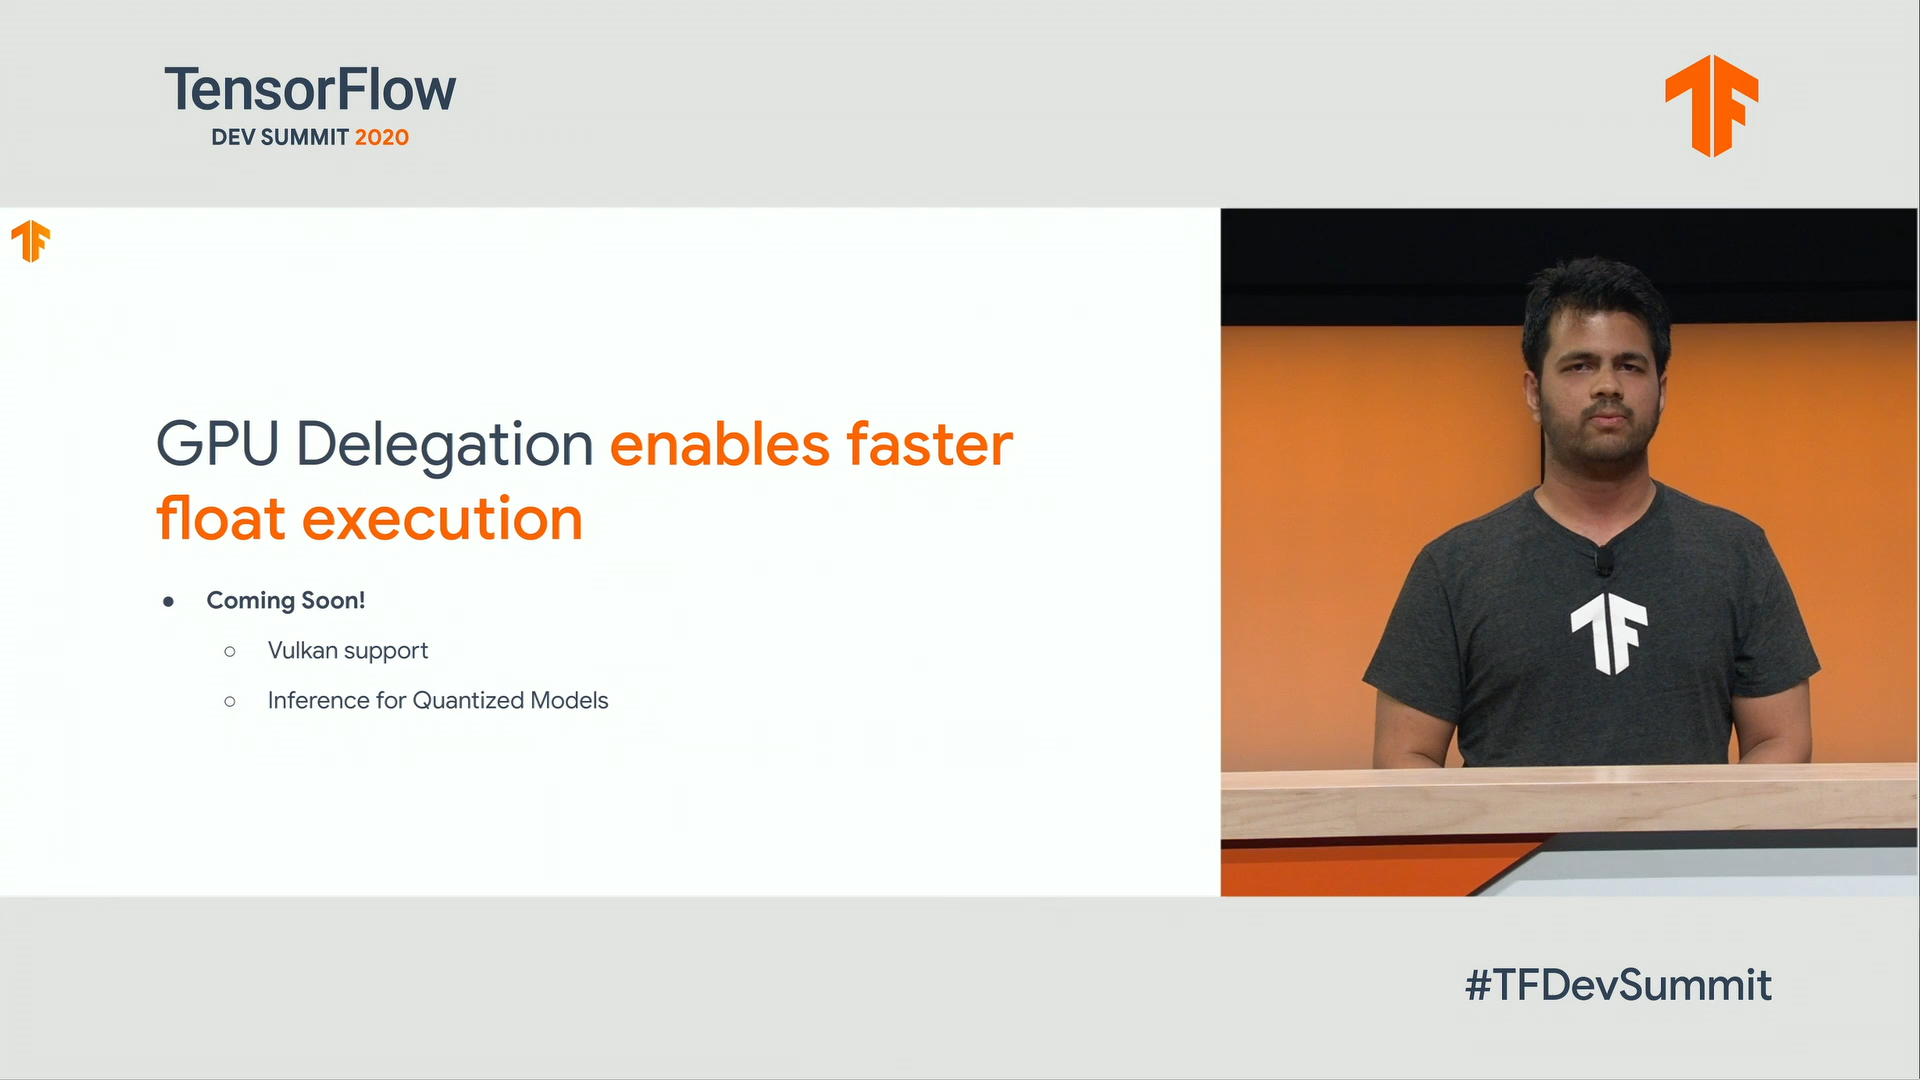 TensorFlow
DEV SUMMIT 2020
GPU Delegation enables faster
float execution
● Coming Soon!
○ Vulkan support
○ Inference for Quantized Models
#TFDevSummit